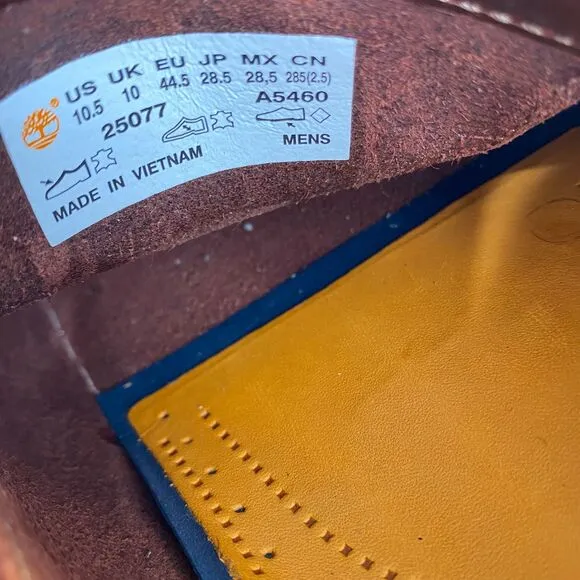 US UK EU JP MX CN
10.5 10 44.5 28.5 28,5 285(2.5)
25077 A5460
MADE IN VIETNAM MENS